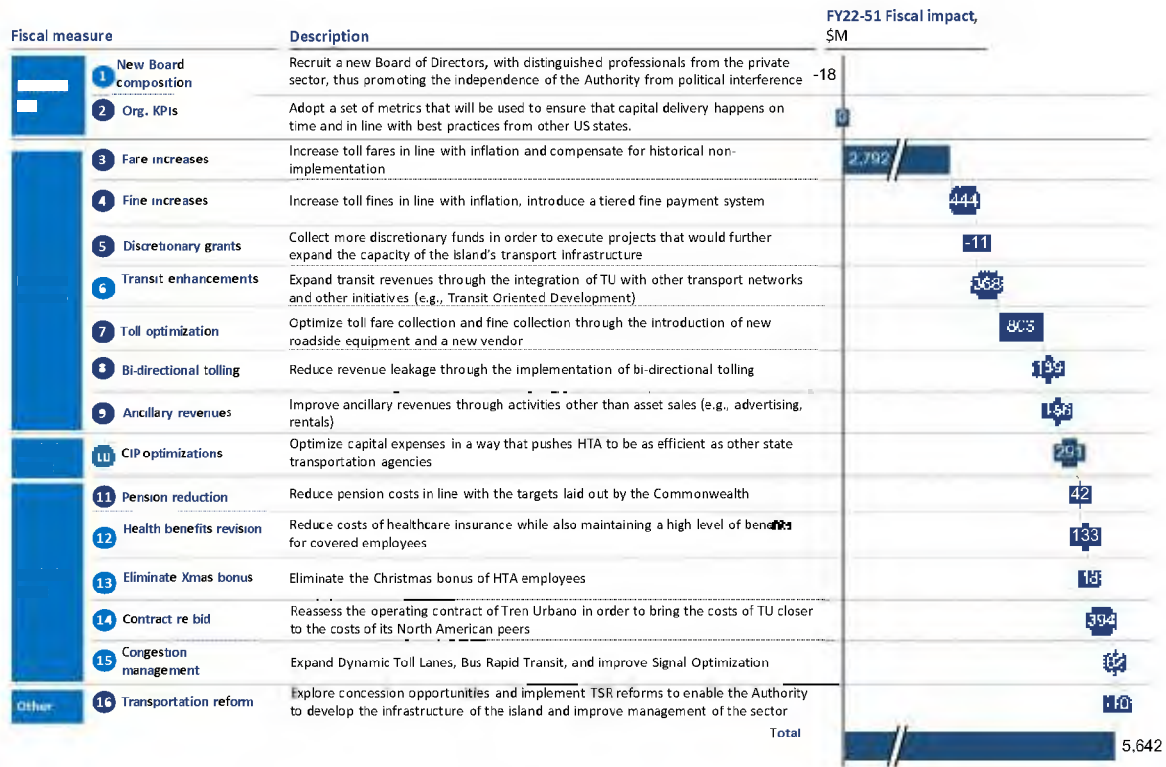 FY22-51 Fiscal impact,
Fiscal measure Description $M
1 New Board composition Recruit a new Board of Directors, with distinguished professionals from the private
sector, thus promoting the independence of the Authority from political interference -18
2 Org. KPIs Adopt a set of metrics that will be used to ensure that capital delivery happens on 0
time and in line with best practices from other US states.
3 Fare increases Increase toll fares in line with inflation and compensate for historical non- 2,792
implementation
4 Fine increases Increase toll fines in line with inflation, introduce a tiered fine payment system 444
5 Discretionary grants Collect more discretionary funds in order to execute projects that would further -11
expand the capacity of the island's transport infrastructure
6 Transit enhancements Expand transit revenues through the integration of TU with other transport networks 368
and other initiatives (e.g., Transit Oriented Development)
7 Toll optimization Optimize toll fare collection and fine collection through the introduction of new
roadside equipment and a new vendor
8 Bi-directional tolling Reduce revenue leakage through the implementation of bi-directional tolling
9 Ancillary revenues Improve ancillary revenues through activities other than asset sales (e.g., advertising,
rentals)
10 CIP optimizations Optimize capital expenses in a way that pushes HTA to be as efficient as other state 291
transportation agencies
11 Pension reduction Reduce pension costs in line with the targets laid out by the Commonwealth 42
12 Health benefits revision Reduce costs of healthcare insurance while also maintaining a high level of benefits 133
for covered employees
13 Eliminate Xmas bonus Eliminate the Christmas bonus of HTA employees
14 Contract re bid Reassess the operating contract of Tren Urbano in order to bring the costs of TU closer 394
to the costs of its North American peers
15 Congestion management Expand Dynamic Toll Lanes, Bus Rapid Transit, and improve Signal Optimization
Other 16 Transportation reform Explore concession opportunities and implement TSR reforms to enable the Authority
to develop the infrastructure of the island and improve management of the sector
Total 5,642